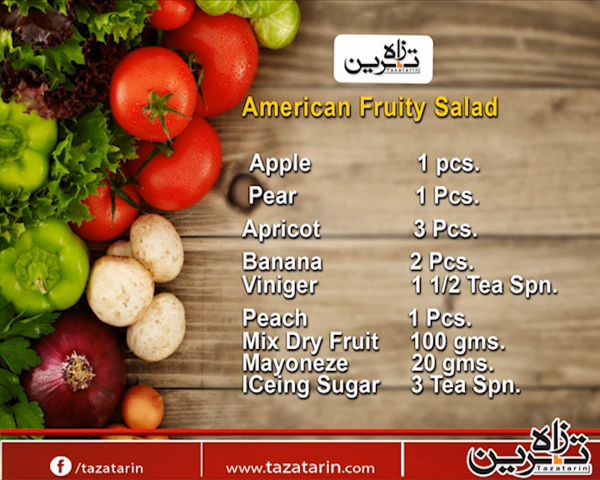 تازہ ترین
Tazatarin
American Fruity Salad
Apple 1 pcs.
Pear 1 Pcs.
Apricot 3 Pcs.
Banana 2 Pcs.
Viniger 1 1/2 Tea Spn.
Peach 1 Pcs.
Mix Dry Fruit 100 gms.
Mayoneze 20 gms.
ICeing Sugar 3 Tea Spn.
f /tazatarin
www.tazatarin.com
تازہ ترین
Tazatarin